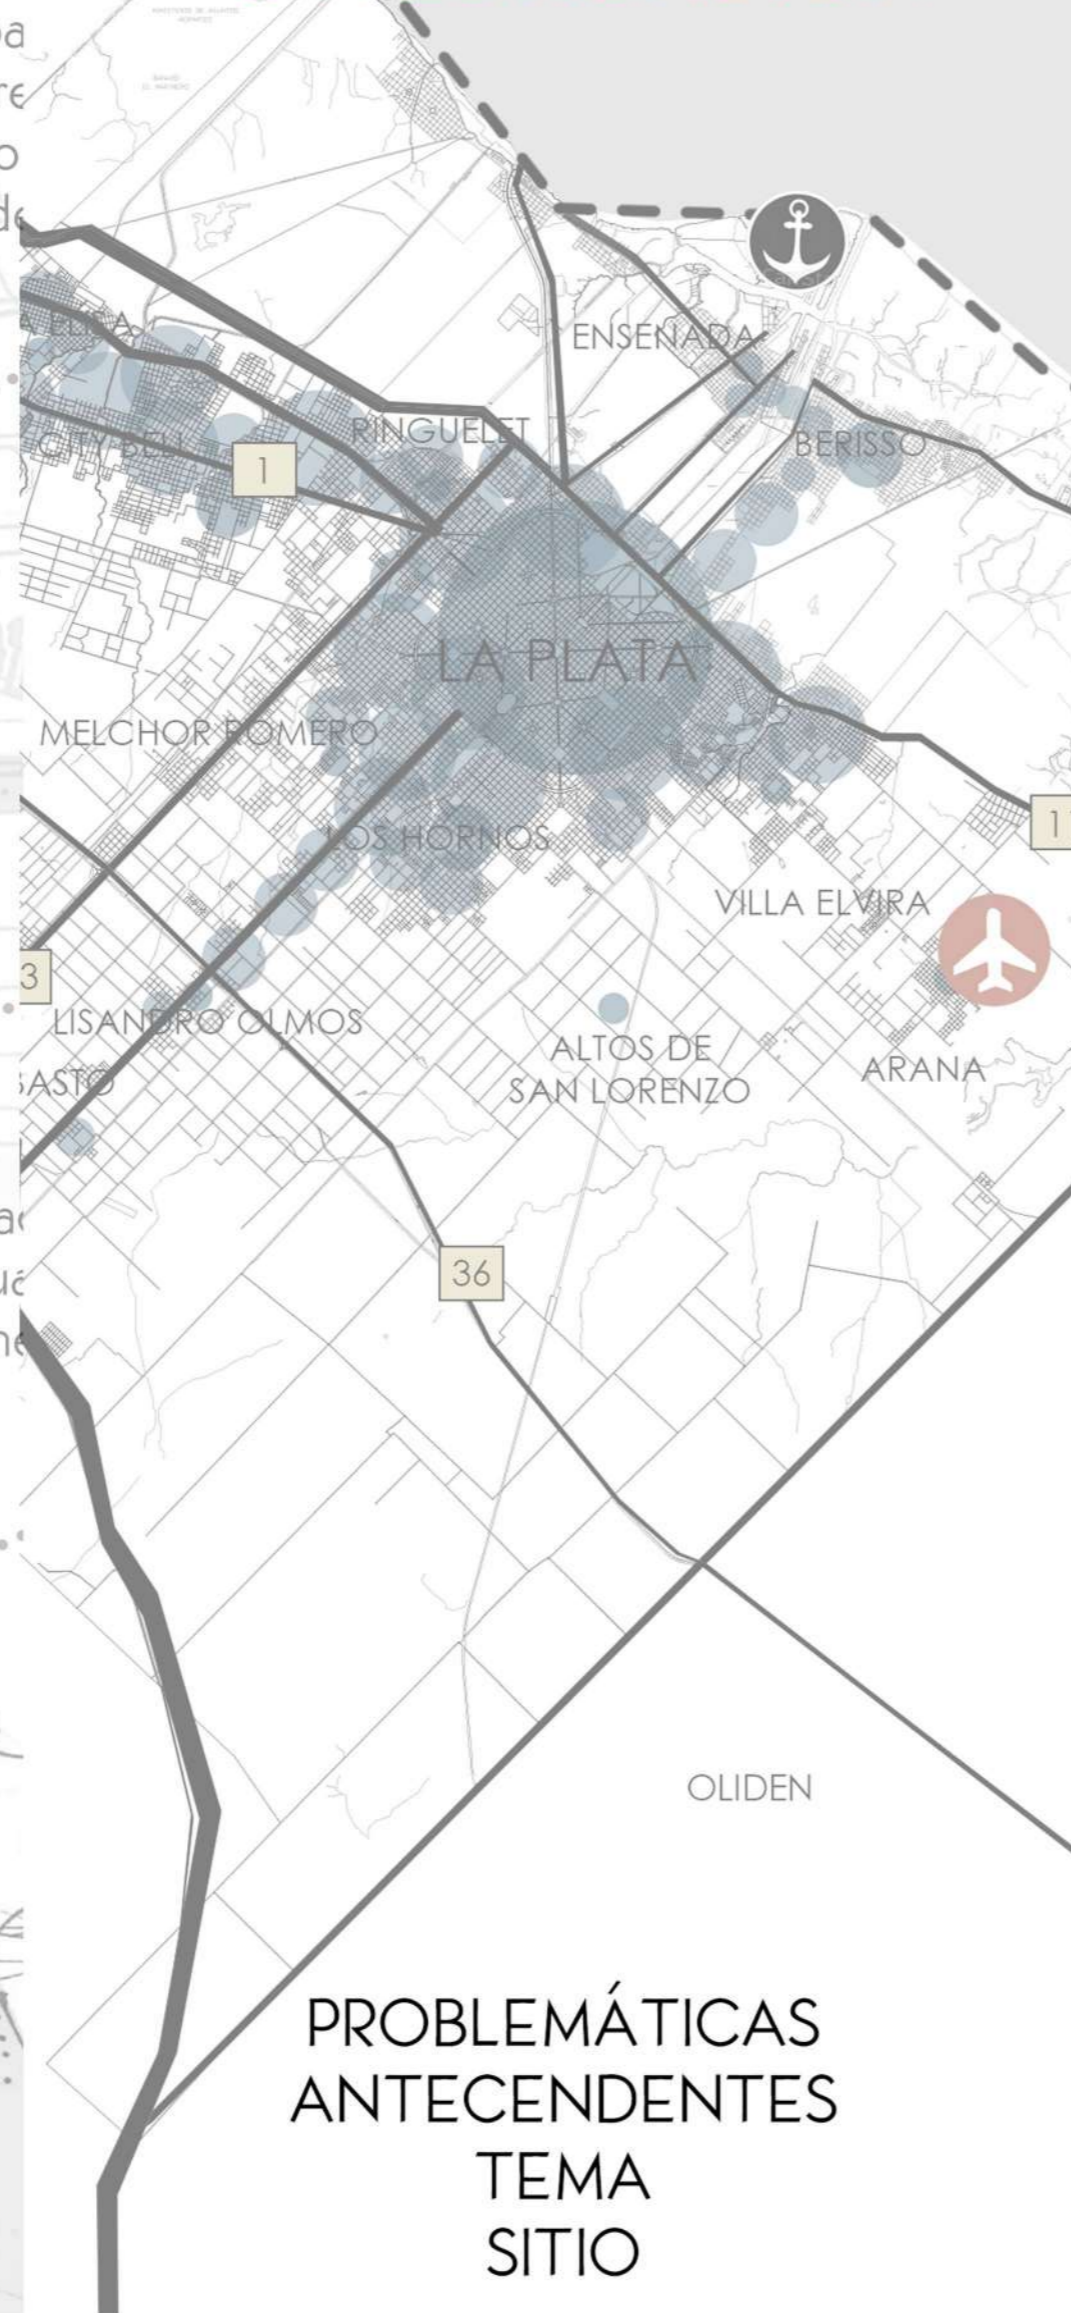 ENSENADA
RINGUELET
CITY BELL
BERISSO
1
LA PLATA
MELCHOR ROMERO
LOS HORNOS
VILLA ELVIRA
3
LISANDRO OLMOS
ALTOS DE
SAN LORENZO
ARANA
36
OLIDEN
PROBLEMÁTICAS
ANTECENDENTES
TEMA
SITIO